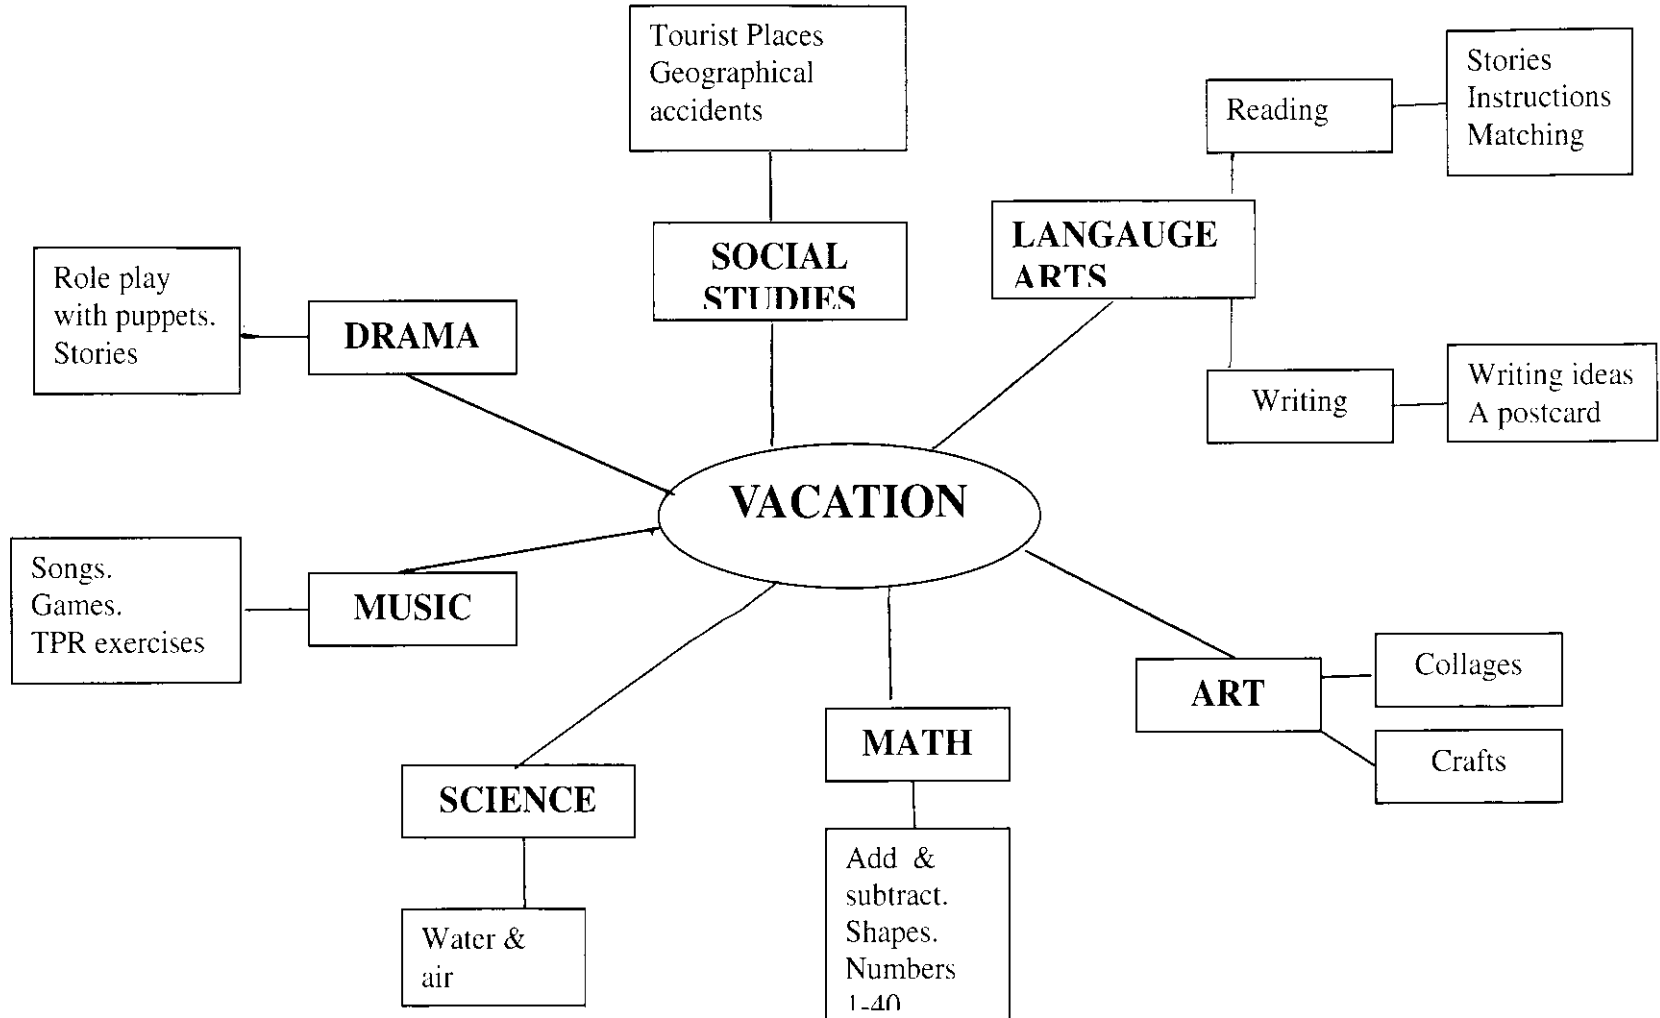 Tourist Places
Geographical
accidents
Stories
Instructions
Matching
Reading
LANGAUGE
ARTS
SOCIAL
STUDIES
Role play
with puppets.
Stories
DRAMA
Writing
Writing ideas
A postcard
VACATION
Songs.
Games.
TPR exercises
MUSIC
Collages
ART
Crafts
MATH
SCIENCE
Add &
subtract.
Shapes.
Numbers
1-40
Water &
air